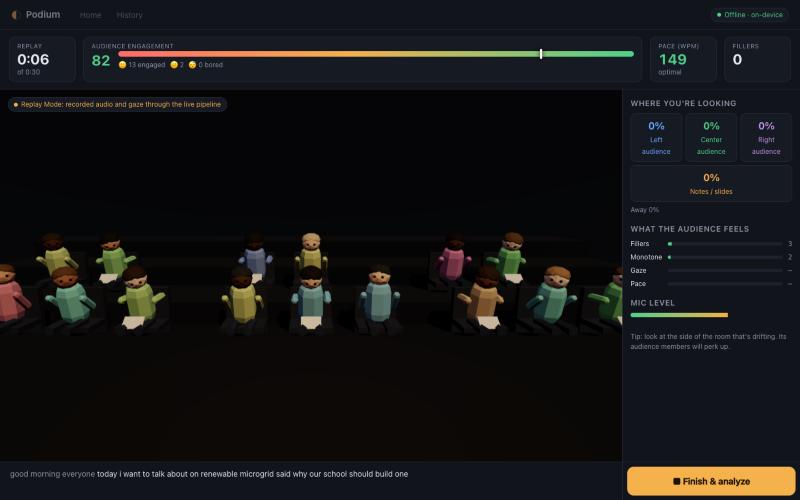 Podium Home History Offline · on-device
REPLAY
0:06
of 0:30
AUDIENCE ENGAGEMENT
82
13 engaged 2 0 bored
PACE (WPM)
149
optimal
FILLERS
0
Replay Mode: recorded audio and gaze through the live pipeline
WHERE YOU'RE LOOKING
0%
Left
audience
0%
Center
audience
0%
Right
audience
0%
Notes / slides
Away 0%
WHAT THE AUDIENCE FEELS
Fillers 3
Monotone 2
Gaze –
Pace –
MIC LEVEL
Tip: look at the side of the room that's drifting. Its
audience members will perk up.
good morning everyone today i want to talk about on renewable microgrid said why our school should build one
Finish & analyze